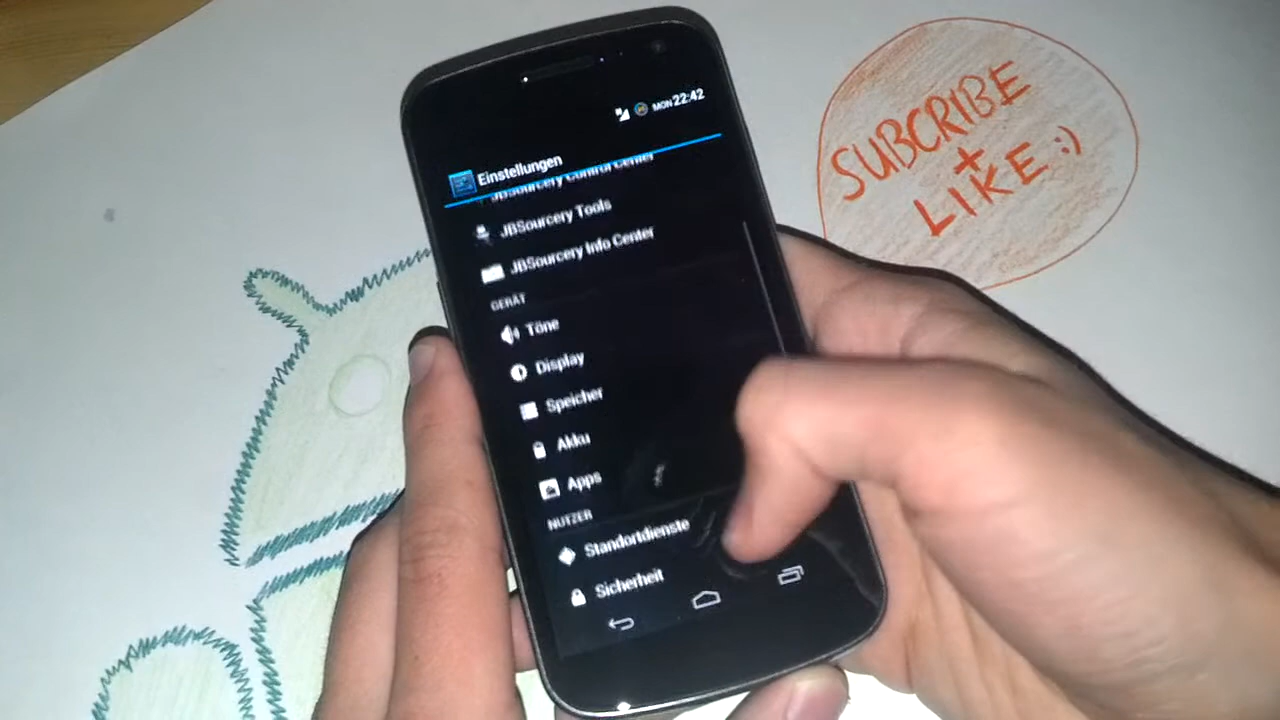 SUBCRIBE
+
LIKE :)
MON 22:42
Einstellungen
JBSourcery Control Center
JBSourcery Tools
JBSourcery Info Center
GERÄT
Töne
Display
Speicher
Akku
Apps
NUTZER
Standortdienste
Sicherheit